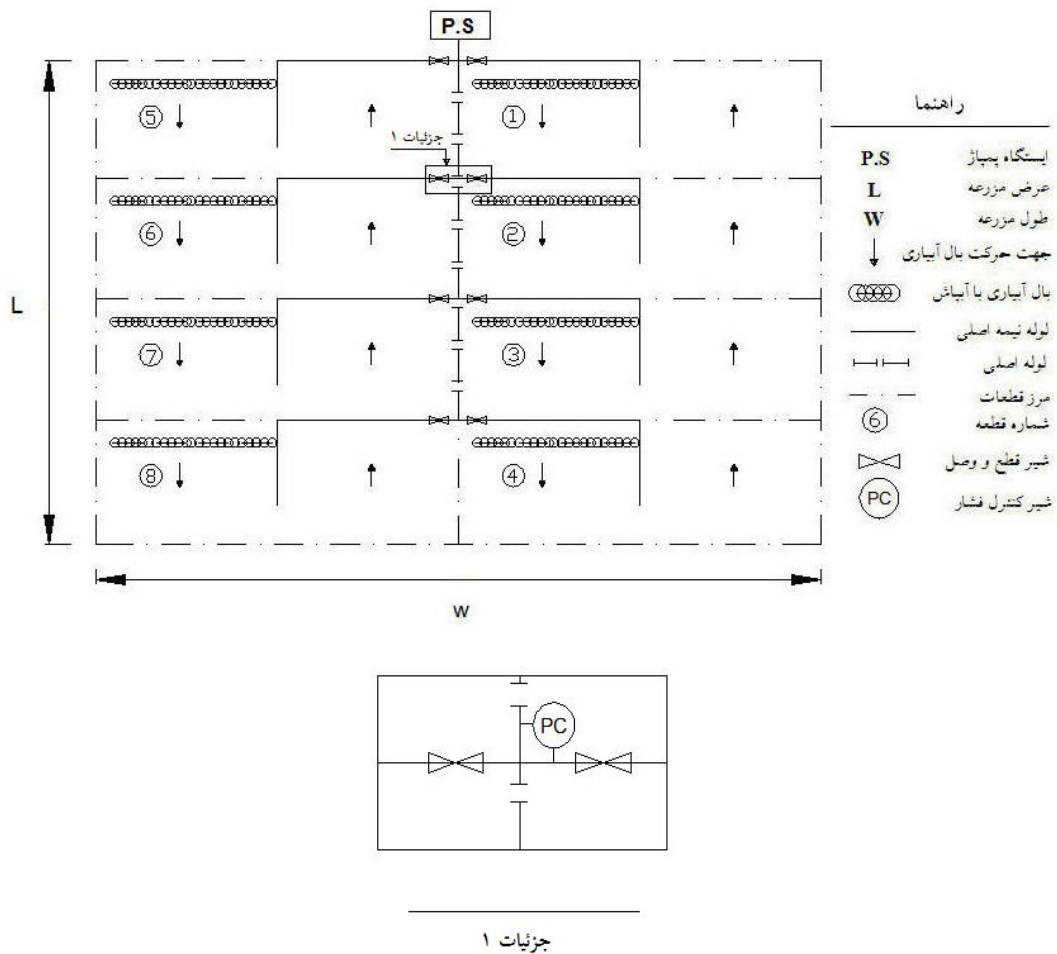 P.S
⑤
①
جزئیات ۱
⑥
②
⑦
③
⑧
④
L
W
راهنما
P.S ایستگاه پمپاژ
L عرض مزرعه
W طول مزرعه
جهت حرکت بال آبیاری
بال آبیاری با آبپاش
لوله نیمه اصلی
لوله اصلی
مرز قطعات
⑥ شماره قطعه
شیر قطع و وصل
PC شیر کنترل فشار
PC
جزئیات ۱